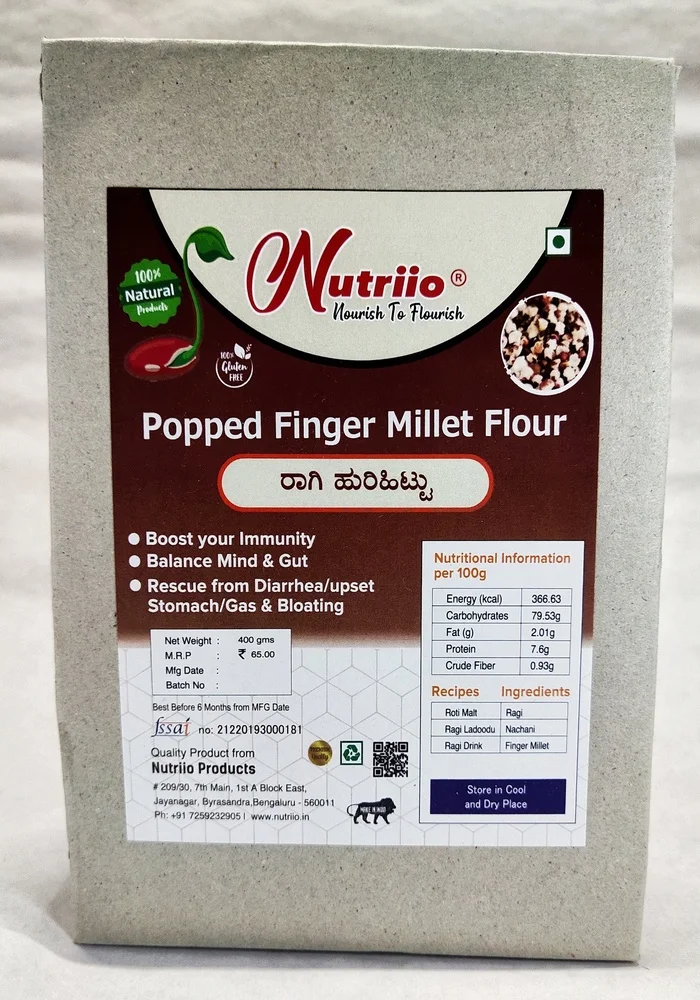 Nutriio ®
Nourish To Flourish
100%
Natural
Products
100%
Gluten
FREE
Popped Finger Millet Flour
ರಾಗಿ ಹುರಿಹಿಟ್ಟು
Boost your Immunity
Balance Mind & Gut
Rescue from Diarrhea/upset
Stomach/Gas & Bloating
Nutritional Information
per 100g
Energy (kcal) 366.63
Carbohydrates 79.53g
Fat (g) 2.01g
Protein 7.6g
Crude Fiber 0.93g
Net Weight : 400 gms
M.R.P : ₹ 65.00
Mfg Date :
Batch No :
Best Before 6 Months from MFG Date
fssai no: 21220193000181
Quality Product from
Nutriio Products
# 209/30, 7th Main, 1st A Block East,
Jayanagar, Byrasandra,Bengaluru - 560011
Ph: +91 7259232905 I www.nutriio.in
MAKE IN INDIA
Recipes Ingredients
Roti Malt Ragi
Ragi Ladoodu Nachani
Ragi Drink Finger Millet
Store in Cool
and Dry Place